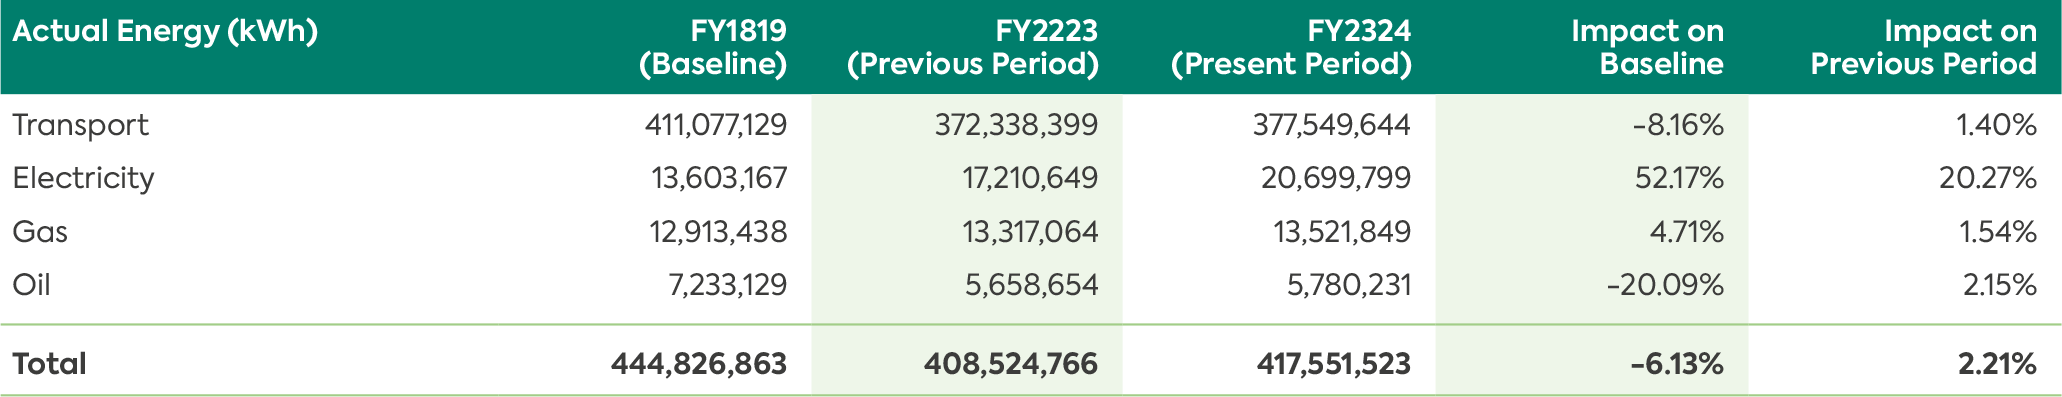 Actual Energy (kWh) FY1819 FY2223 FY2324 Impact on Impact on
(Baseline) (Previous Period) (Present Period) Baseline Previous Period
Transport 411,077,129 372,338,399 377,549,644 -8.16% 1.40%
Electricity 13,603,167 17,210,649 20,699,799 52.17% 20.27%
Gas 12,913,438 13,317,064 13,521,849 4.71% 1.54%
Oil 7,233,129 5,658,654 5,780,231 -20.09% 2.15%
Total 444,826,863 408,524,766 417,551,523 -6.13% 2.21%